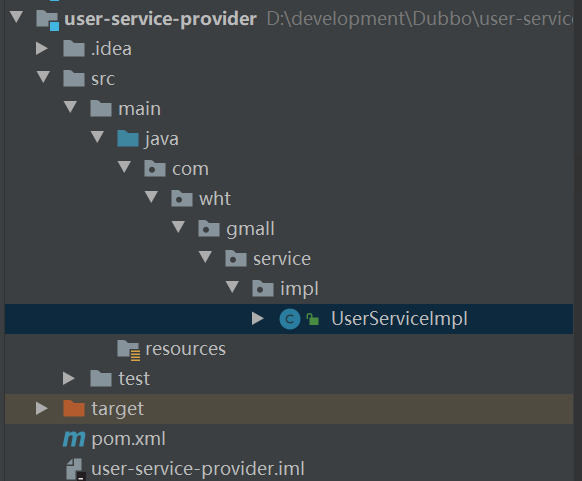 user-service-provider D:\development\Dubbo\user-servic
.idea
src
main
java
com
wht
gmall
service
impl
C UserServiceImpl
resources
test
target
m pom.xml
user-service-provider.iml